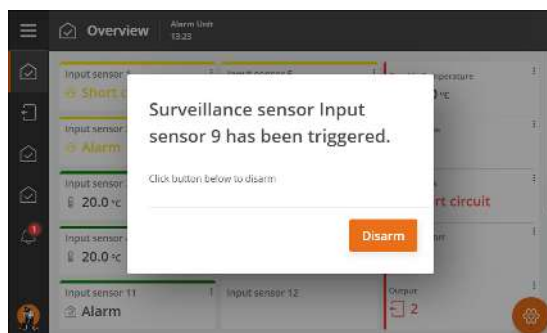 Overview
Alarm Unit
13:23
Input sensor
Short c
Surveillance sensor Input
sensor 9 has been triggered.
Click button below to disarm
Disarm
Input sensor
Alarm
Input sensor
20.0 °C
rt circuit
Input sensor
20.0 °C
1
Input sensor 11
Alarm
Input sensor 12
Output
2